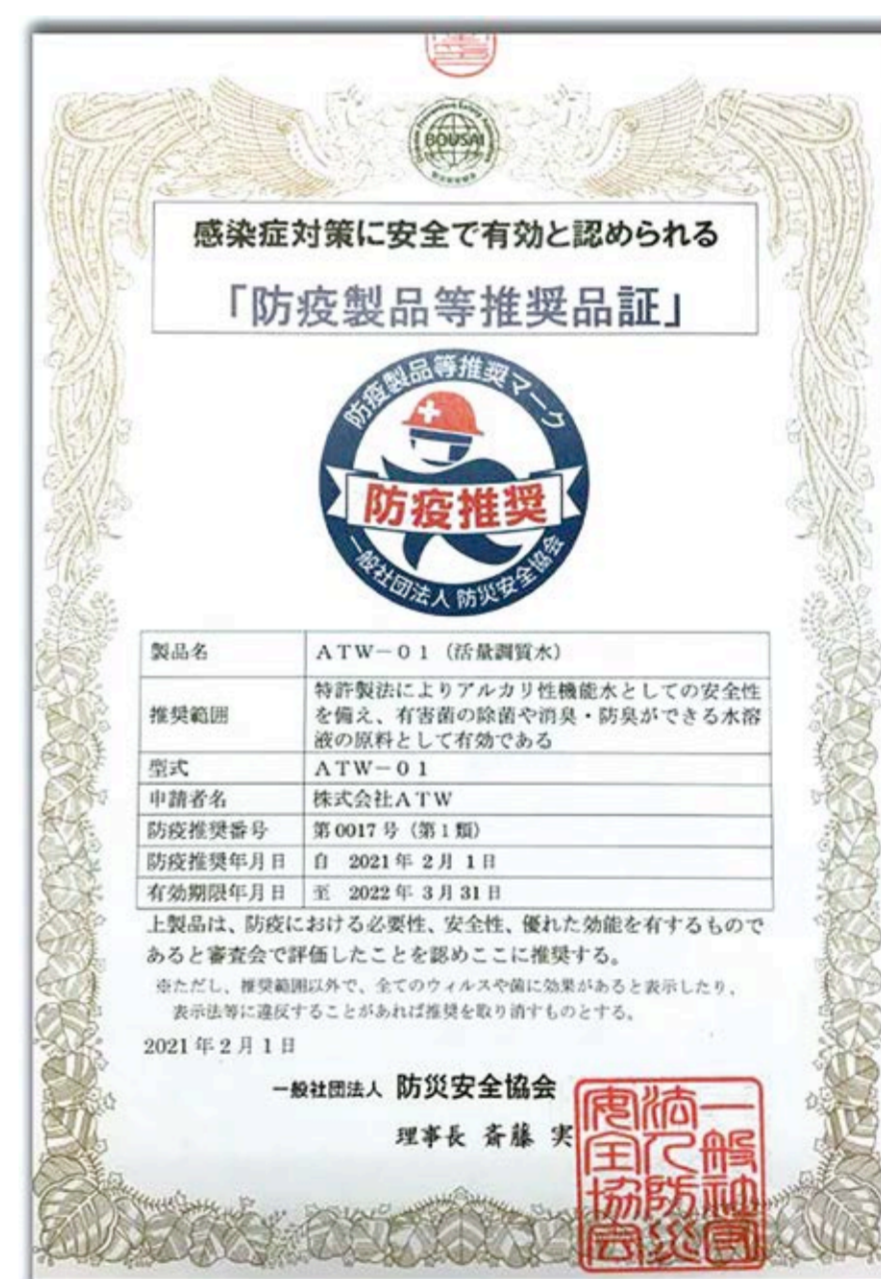 BOUSAI
感染症対策に安全で有効と認められる
「防疫製品等推奨品証」
防疫製品等推奨マーク
防疫推奨
一般社団法人 防災安全協会
製品名 ATW-01（活量調質水）
推奨範囲 特許製法によりアルカリ性機能水としての安全性
を備え、有害菌の除菌や消臭・防臭ができる水溶
液の原料として有効である
型式 ATW-01
申請者名 株式会社ATW
防疫推奨番号 第0017号（第1類）
防疫推奨年月日 自 2021年 2月 1日
有効期限年月日 至 2022年 3月31日
上製品は、防疫における必要性、安全性、優れた効能を有するもので
あると審査会で評価したことを認めここに推奨する。
※ただし、推奨範囲以外で、全てのウィルスや菌に効果があると表示したり、
表示法等に違反することがあれば推奨を取り消すものとする。
2021年2月1日
一般社団法人 防災安全協会
理事長 斎藤 実
一般社団
法人防災
安全協会